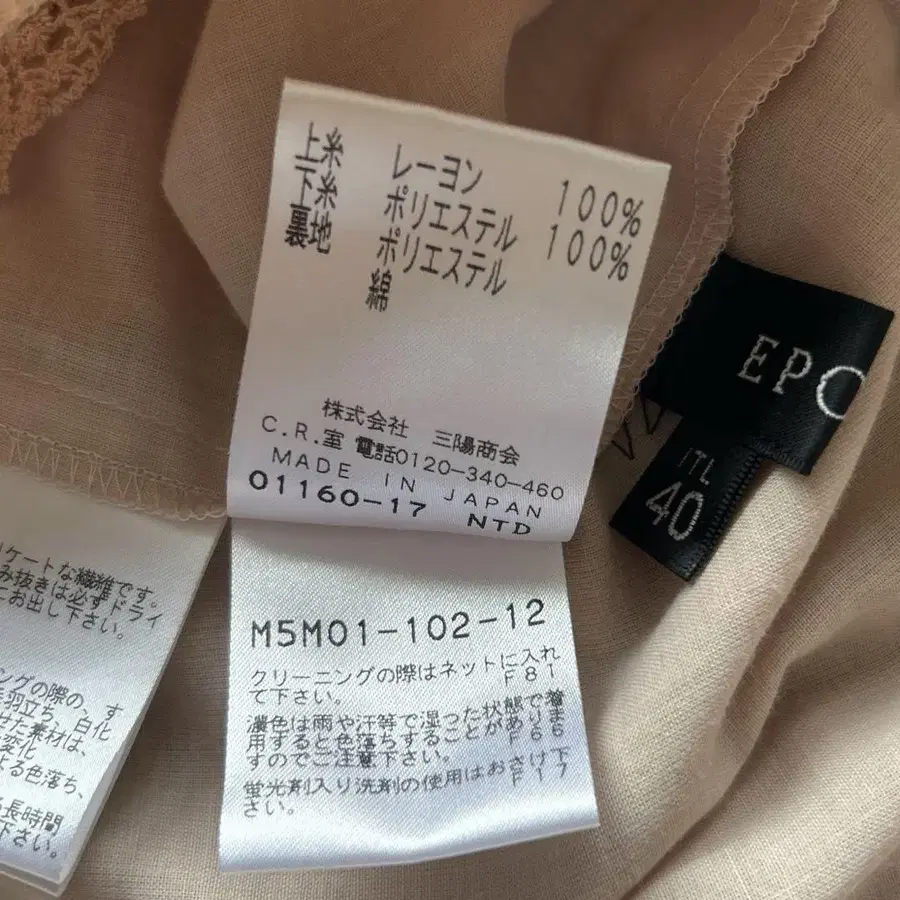 上糸 レーヨン 100%
下糸 ポリエステル 100%
裏地 ポリエステル
綿
株式会社 三陽商会
C.R.室 電話0120-340-460
MADE IN JAPAN
01160-17 NTD
M5M01-102-12
クリーニングの際はネットに入れ
て下さい。 F81
濃色は雨や汗等で湿った状態で着
用すると色落ちすることがありま
すのでご注意下さい。 F66
蛍光剤入り洗剤の使用はおさけ下
さい。 F17
EPO
ITL
40
ケートな繊維です。
み抜きは必ずドライ
にお出し下さい。
ングの際の、す
羽立ち、白化
けた素材は、
変化
よる色落ち、
長時間
下さい。